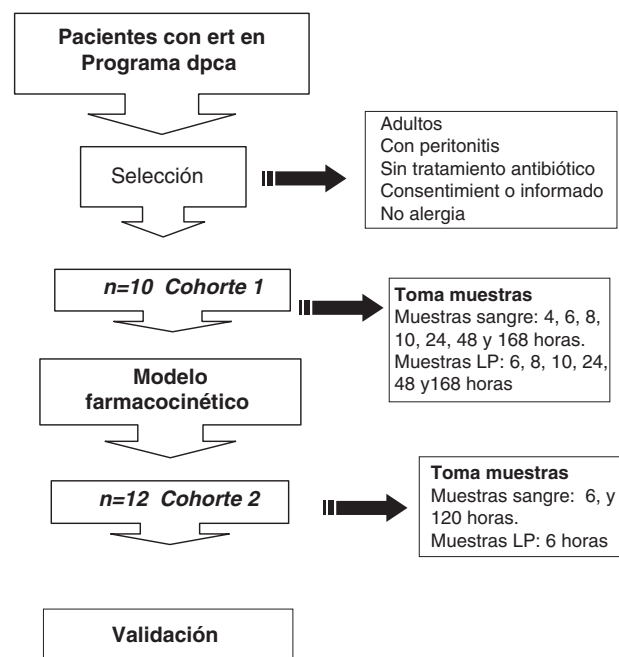 Pacientes con ert en
Programa dpca
Selección
Adultos
Con peritonitis
Sin tratamiento antibiótico
Consentimient o informado
No alergia
n=10 Cohorte 1
Toma muestras
Muestras sangre: 4, 6, 8,
10, 24, 48 y 168 horas.
Muestras LP: 6, 8, 10, 24,
48 y168 horas
Modelo
farmacocinético
n=12 Cohorte 2
Toma muestras
Muestras sangre: 6, y
120 horas.
Muestras LP: 6 horas
Validación